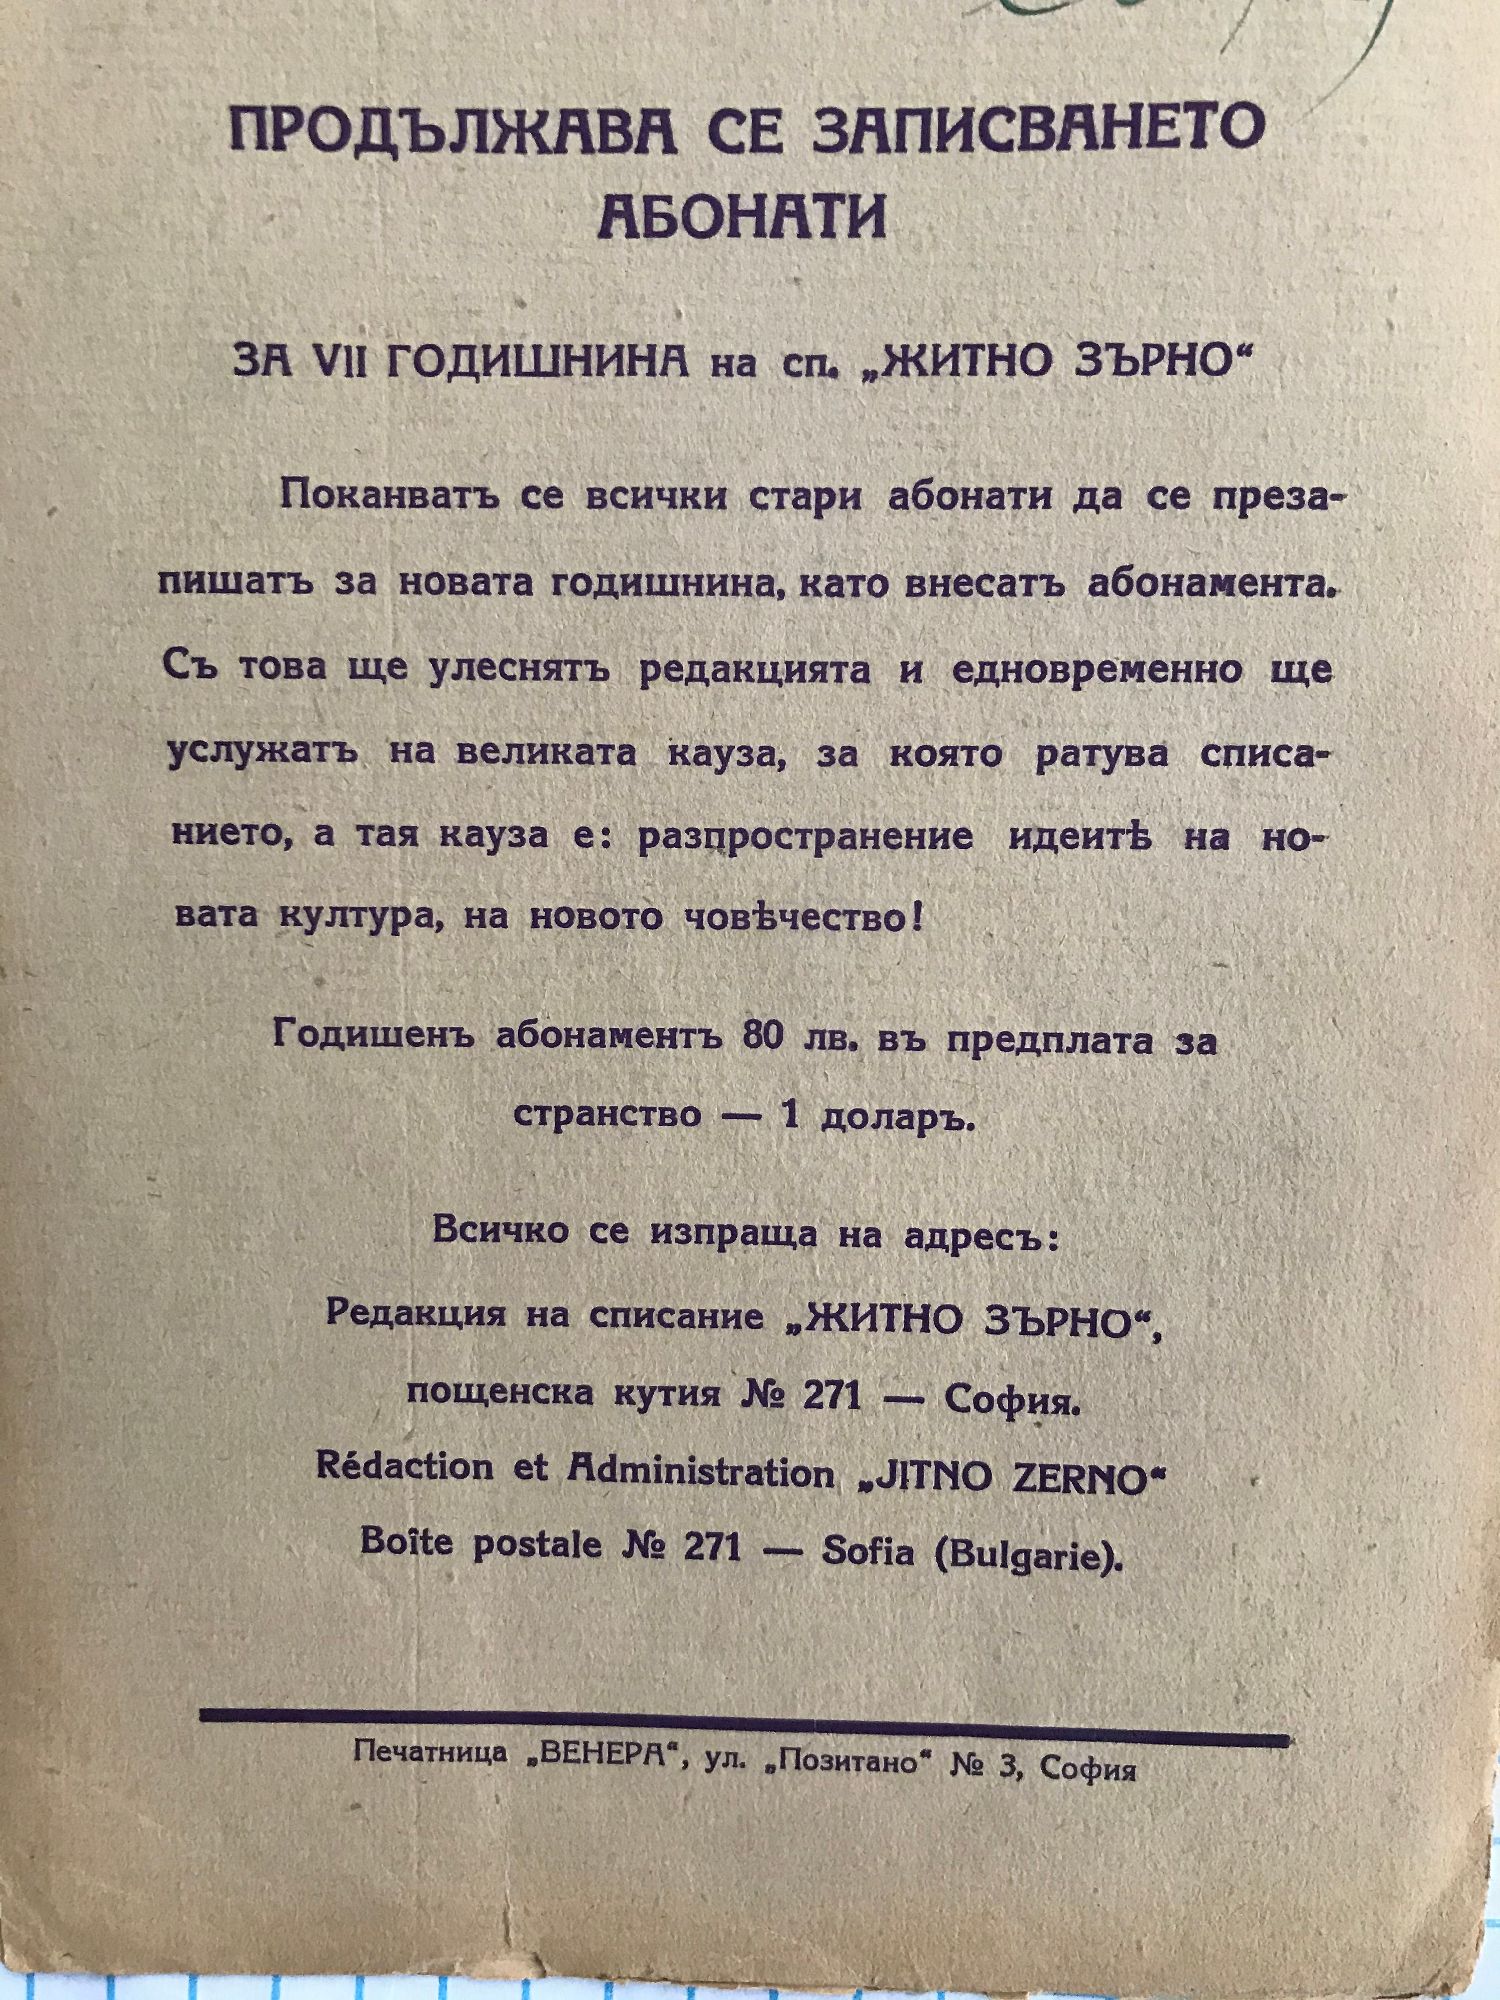 ПРОДЪЛЖАВА СЕ ЗАПИСВАНЕТО
АБОНАТИ
ЗА VII ГОДИШНИНА на сп. „ЖИТНО ЗЪРНО“
Поканватъ се всички стари абонати да се преза-
пишатъ за новата годишнина, като внесатъ абонамента.
Съ това ще улеснятъ редакцията и едновременно ще
услужатъ на великата кауза, за която ратува списа-
нието, а тая кауза е: разпространение идеитѣ на но-
вата култура, на новото човѣчество!
Годишенъ абонаментъ 80 лв. въ предплата за
странство — 1 доларъ.
Всичко се изпраща на адресъ:
Редакция на списание „ЖИТНО ЗЪРНО“,
пощенска кутия № 271 — София.
Rédaction et Administration „JITNO ZERNO“
Boîte postale № 271 — Sofia (Bulgarie).
Печатница „ВЕНЕРА“, ул. „Позитано“ № 3, София